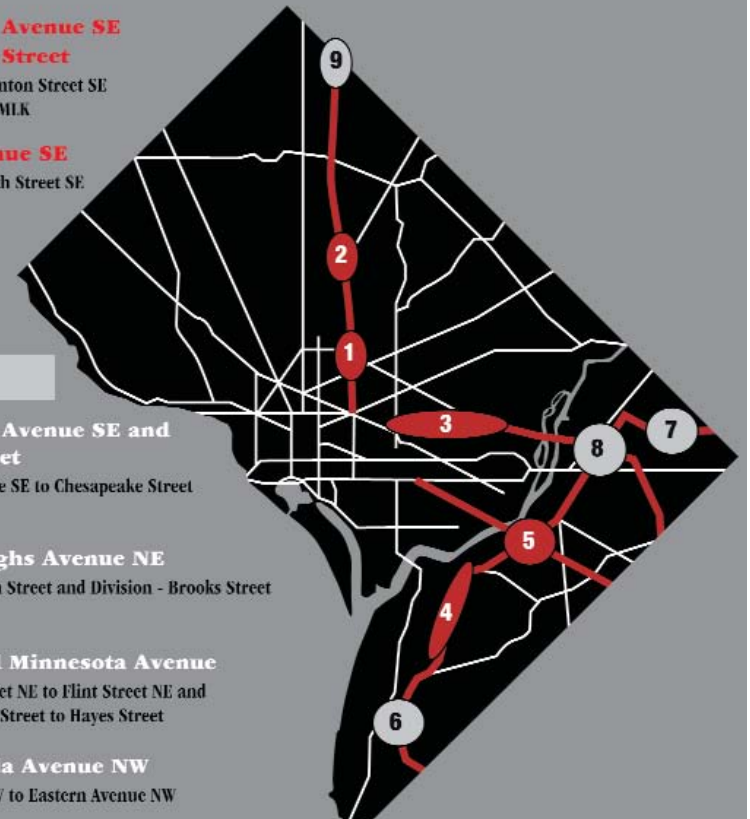 Avenue SE
Street
nton Street SE
MLK
nue SE
h Street SE
Avenue SE and
et
e SE to Chesapeake Street
ghs Avenue NE
n Street and Division - Brooks Street
Minnesota Avenue
et NE to Flint Street NE and
Street to Hayes Street
a Avenue NW
W to Eastern Avenue NW
9
2
1
3
7
8
5
4
6